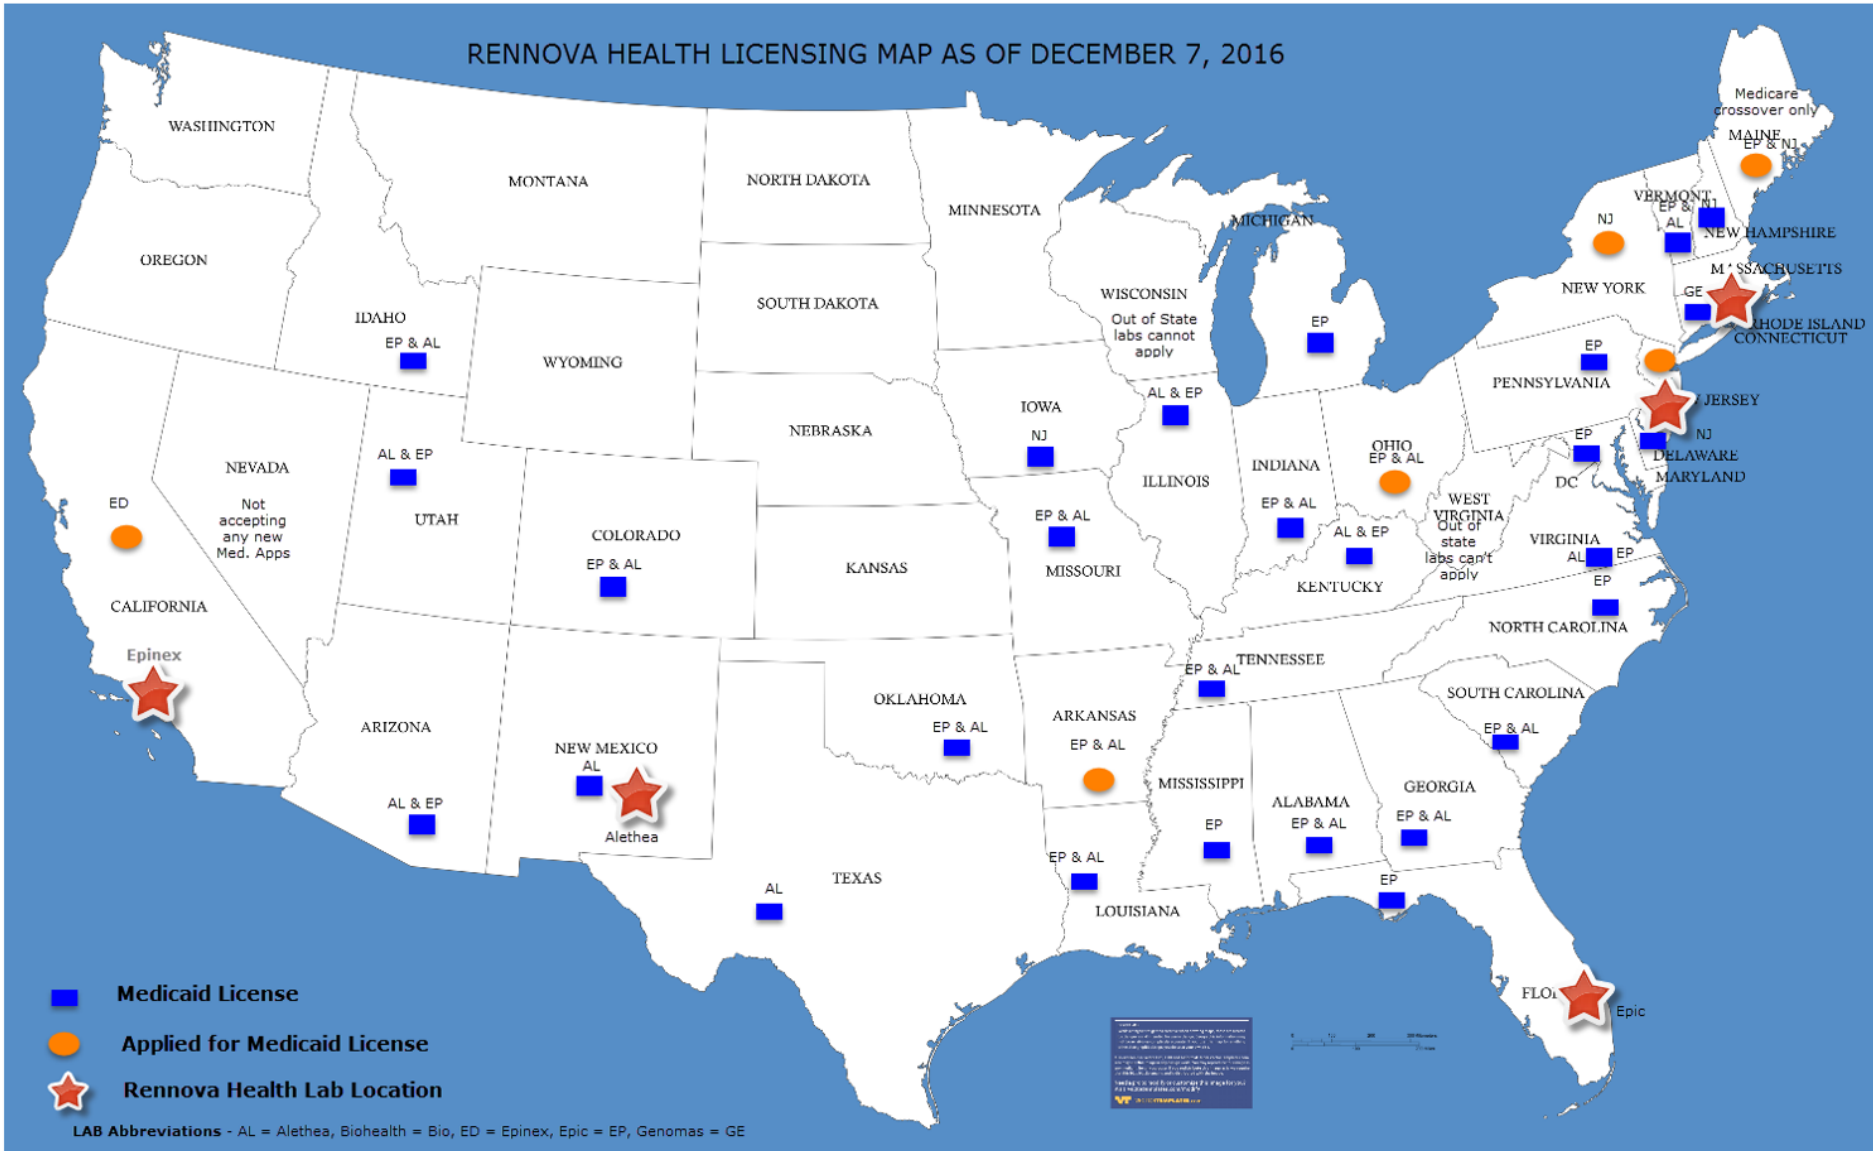 RENNOVA HEALTH LICENSING MAP AS OF DECEMBER 7, 2016
Medicare
crossover only
MAINE
EP & NJ
WASHINGTON
MONTANA
NORTH DAKOTA
MINNESOTA
MICHIGAN
VERMONT
EP &
AL
NJ
NEW HAMPSHIRE
NJ
NEW YORK
OREGON
IDAHO
EP & AL
SOUTH DAKOTA
WISCONSIN
Out of State
labs cannot
apply
EP
MASSACHUSETTS
GE
RHODE ISLAND
CONNECTICUT
WYOMING
EP
PENNSYLVANIA
JERSEY
NJ
DELAWARE
MARYLAND
EP
DC
IOWA
NJ
AL & EP
ILLINOIS
INDIANA
EP & AL
OHIO
EP & AL
NEBRASKA
NEVADA
Not
accepting
any new
Med. Apps
AL & EP
UTAH
COLORADO
EP & AL
KANSAS
EP & AL
MISSOURI
AL & EP
KENTUCKY
WEST
VIRGINIA
Out of
state
labs can't
apply
VIRGINIA
AL
EP
EP
NORTH CAROLINA
ED
CALIFORNIA
Epinex
ARIZONA
AL & EP
NEW MEXICO
AL
Alethea
OKLAHOMA
EP & AL
ARKANSAS
EP & AL
EP & AL
TENNESSEE
SOUTH CAROLINA
EP & AL
MISSISSIPPI
EP
ALABAMA
EP & AL
GEORGIA
EP & AL
TEXAS
AL
EP & AL
LOUISIANA
EP
FLO
Epic
Medicaid License
Applied for Medicaid License
Rennova Health Lab Location
LAB Abbreviations - AL = Alethea, Biohealth = Bio, ED = Epinex, Epic = EP, Genomas = GE